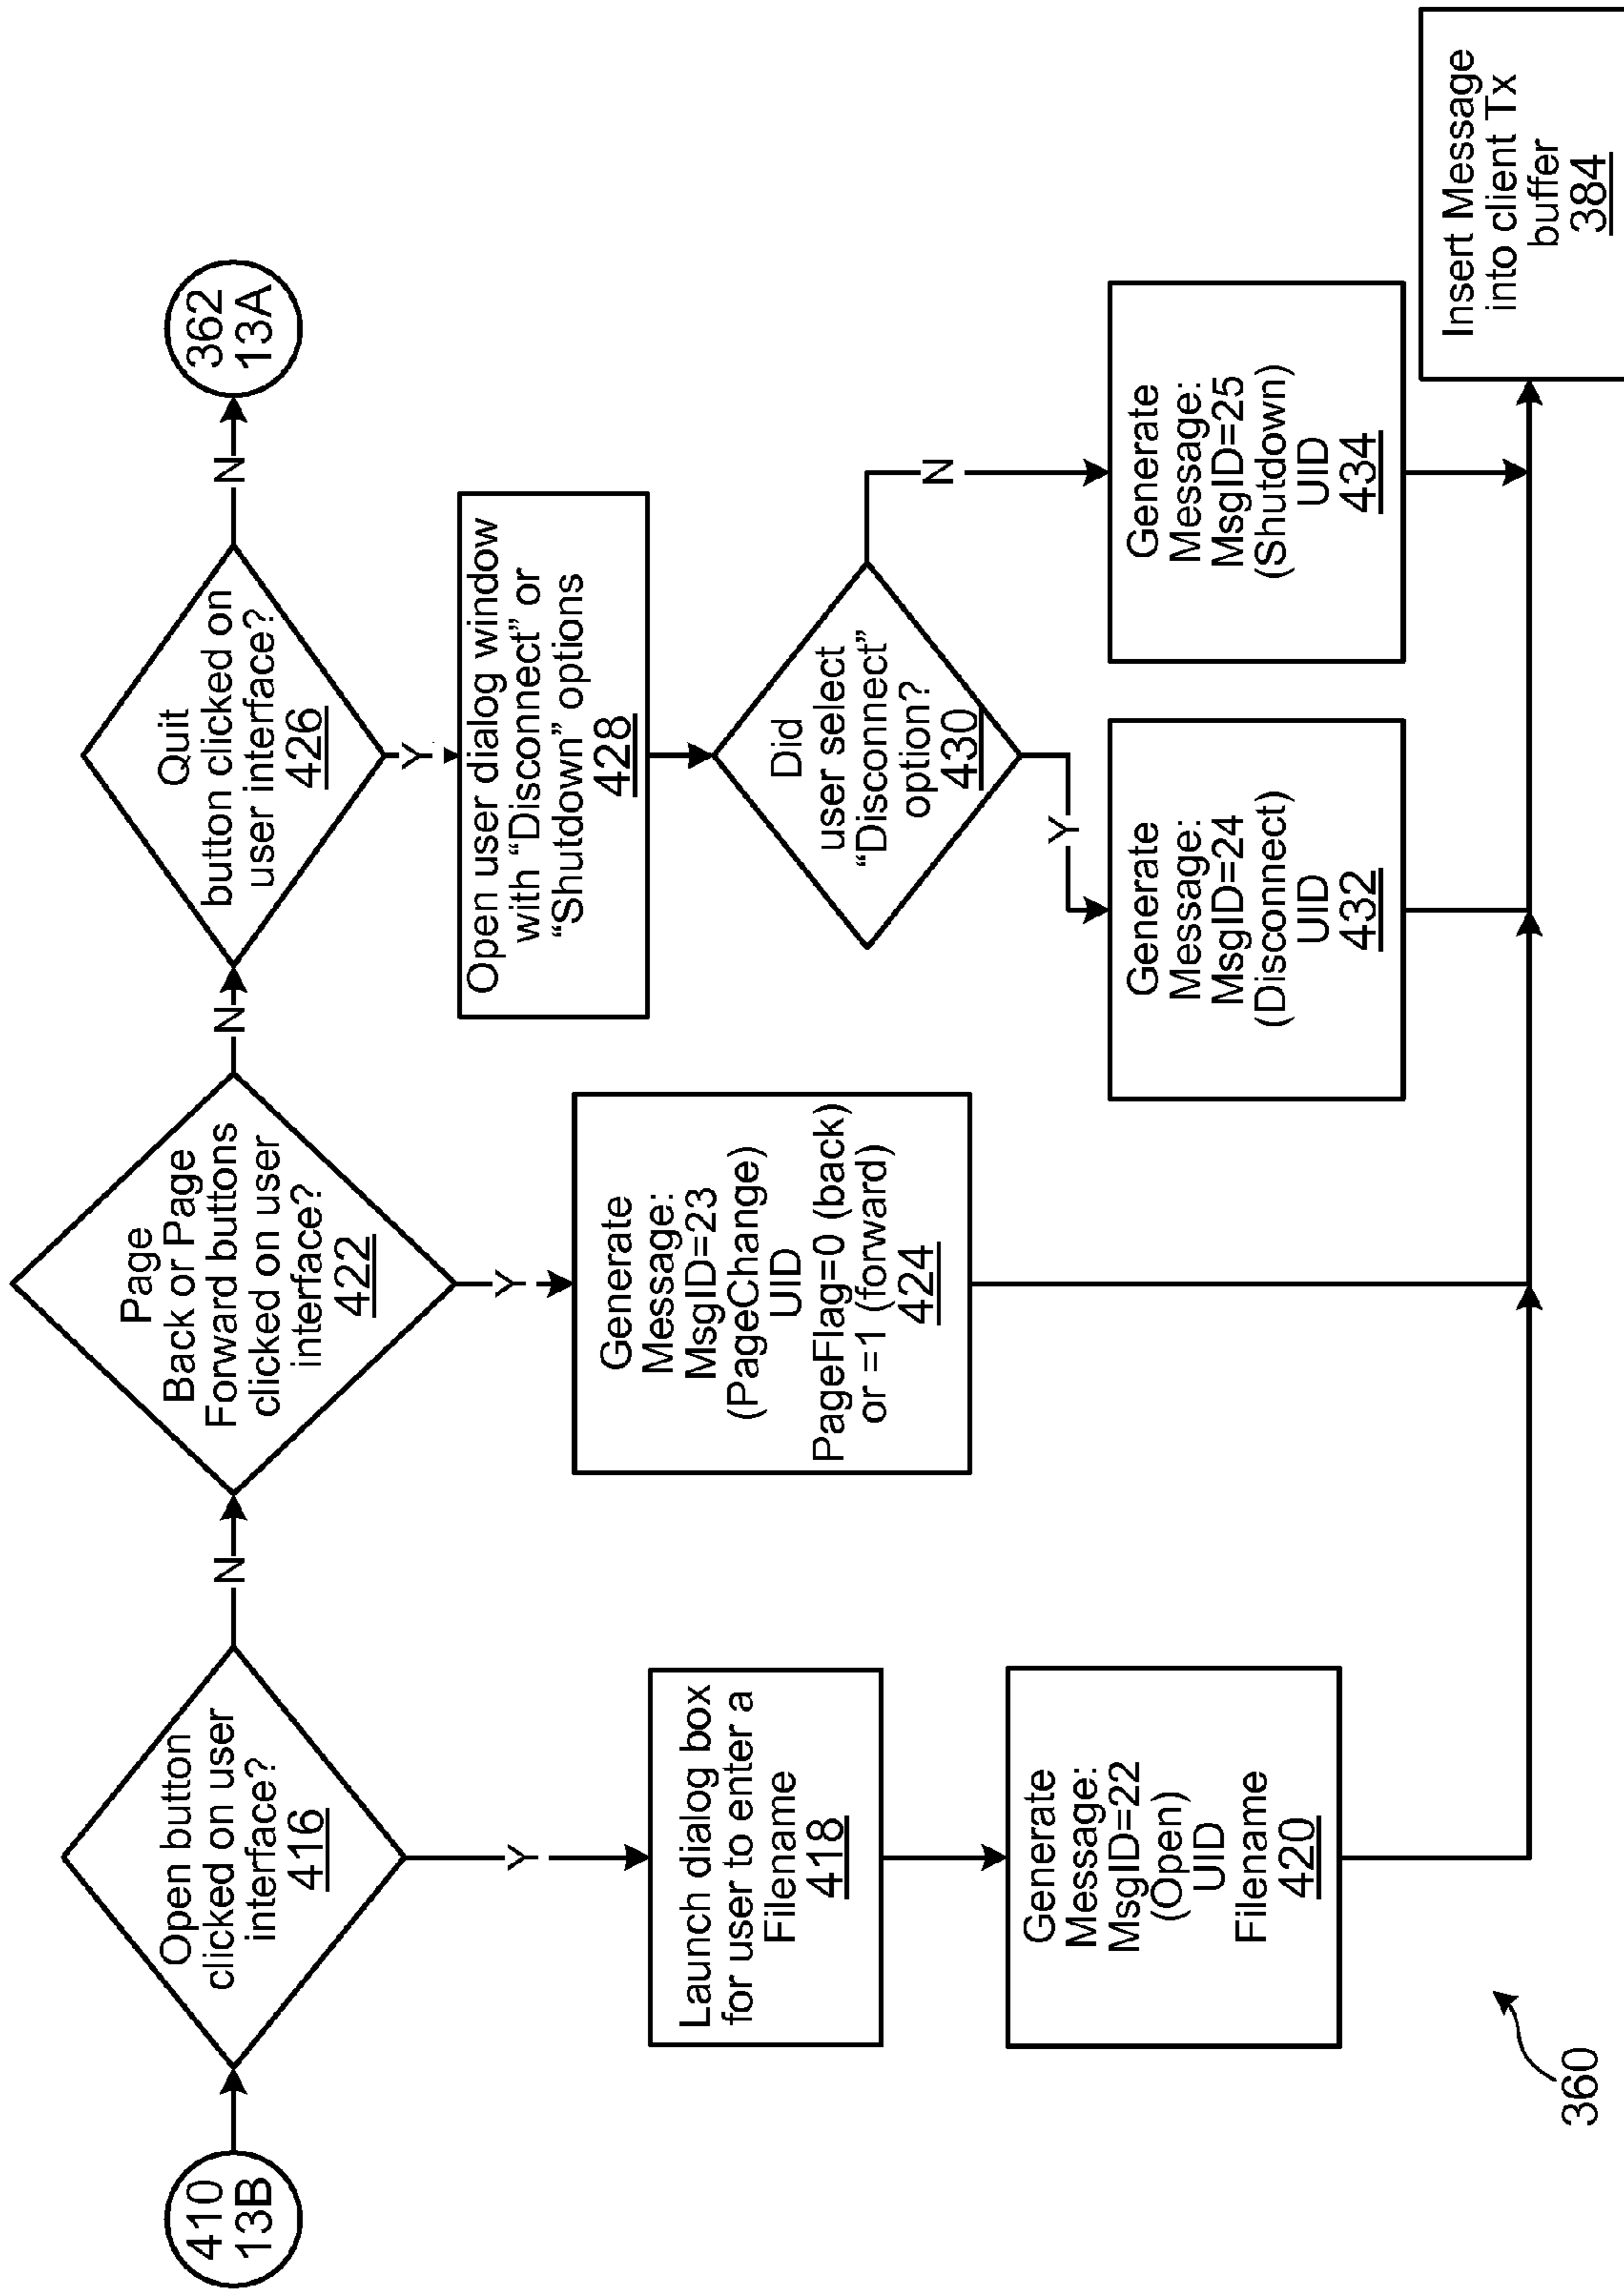 410
13B
Open button
clicked on user
interface?
416
N
Page
Back or Page
Forward buttons
clicked on user
interface?
422
N
Quit
button clicked on
user interface?
426
N
362
13A
Y
Launch dialog box
for user to enter a
Filename
418
Generate
Message:
MsgID=22
(Open)
UID
Filename
420
Y
Generate
Message:
MsgID=23
(PageChange)
UID
PageFlag=0 (back)
or =1 (forward)
424
Y
Open user dialog window
with “Disconnect” or
“Shutdown” options
428
Did
user select
“Disconnect”
option?
430
Y
N
Generate
Message:
MsgID=24
(Disconnect)
UID
432
Generate
Message:
MsgID=25
(Shutdown)
UID
434
Insert Message
into client Tx
buffer
384
360